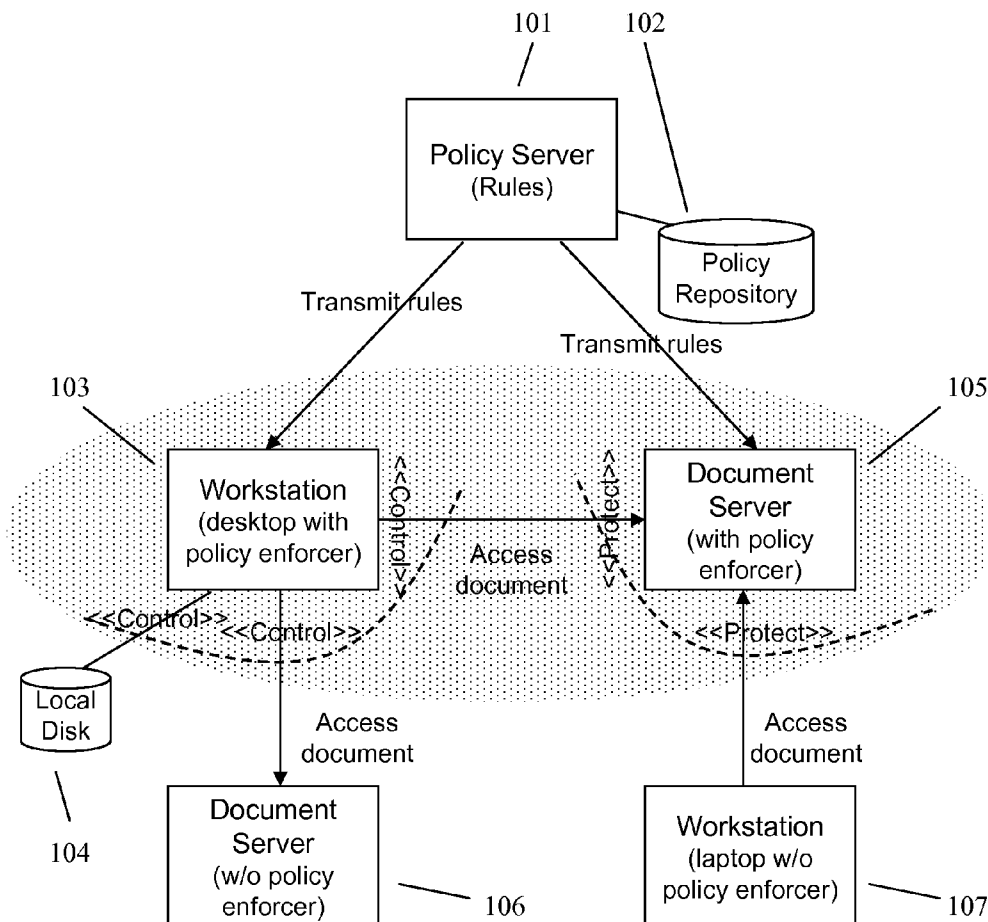 101
102
Policy Server
(Rules)
Policy
Repository
Transmit rules
Transmit rules
103
105
Workstation
(desktop with
policy enforcer)
<<Control>>
<<Protect>>
Document
Server
(with policy
enforcer)
Access
document
<<Control>>
<<Control>>
<<Protect>>
Local
Disk
Access
document
Access
document
104
Document
Server
(w/o policy
enforcer)
106
Workstation
(laptop w/o
policy enforcer)
107